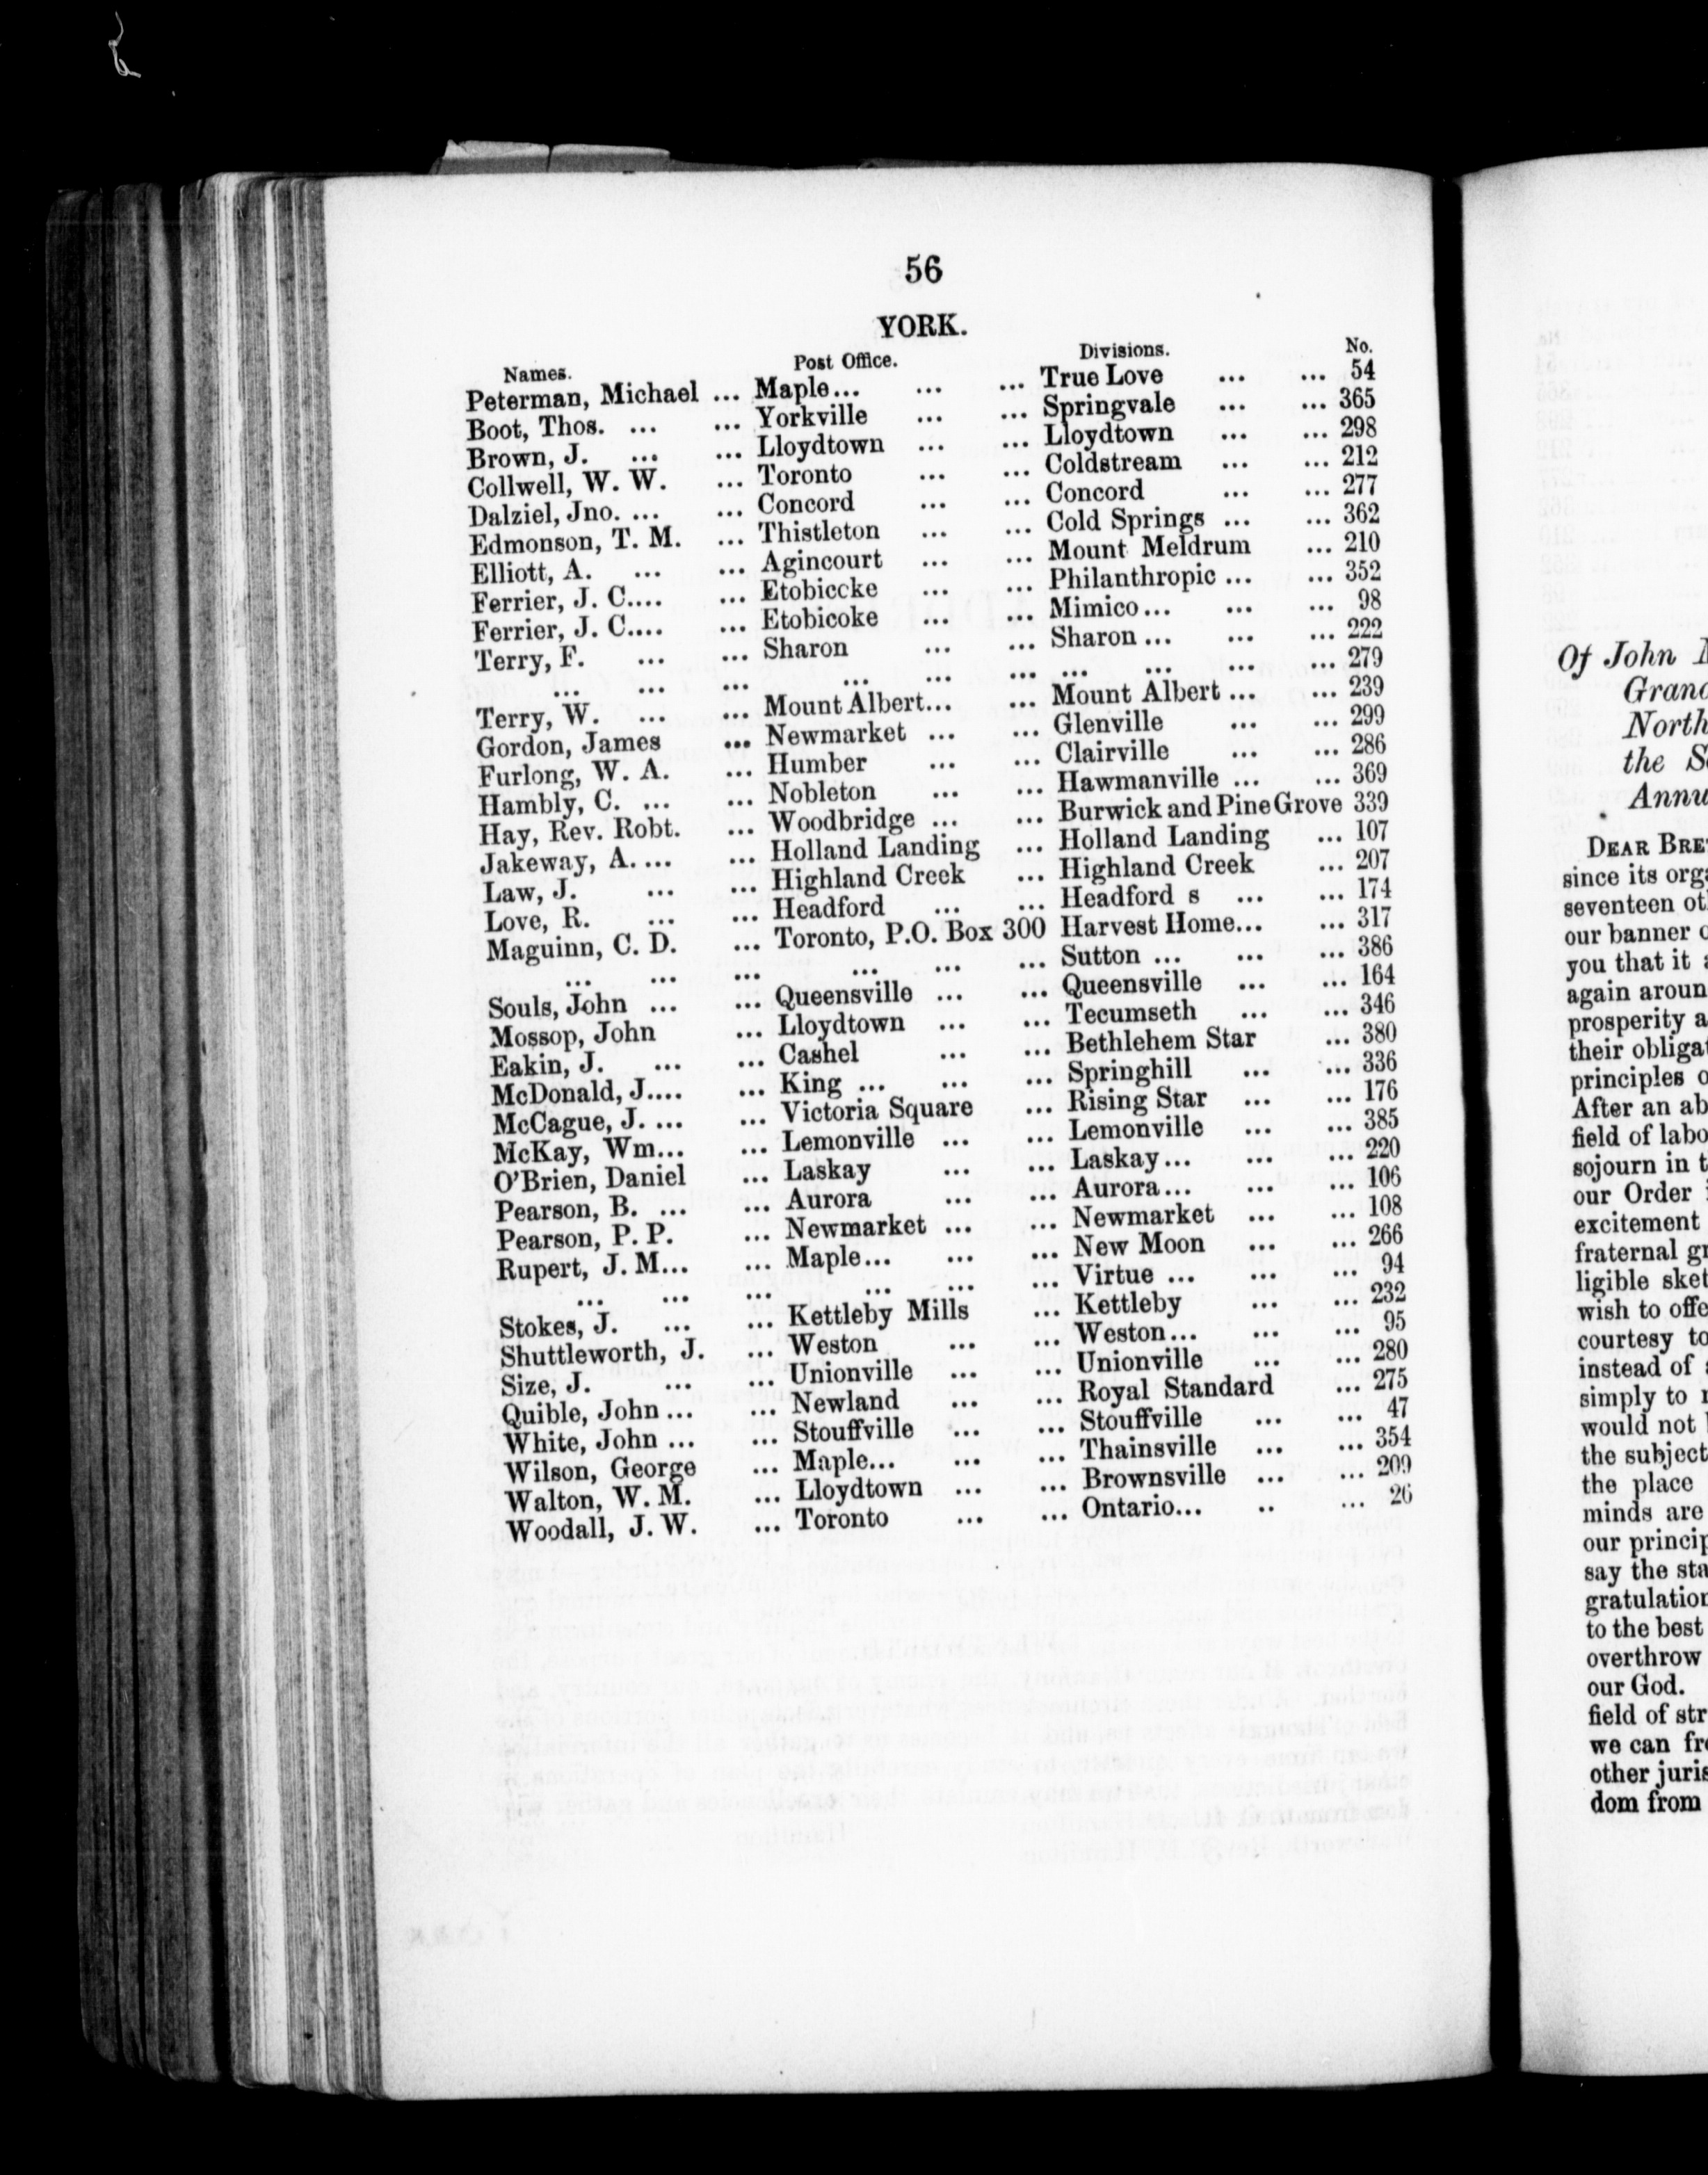 56
YORK.
Names. Post Office. Divisions. No.
Peterman, Michael ... Maple... ... ... True Love ... ... 54
Boot, Thos. ... ... Yorkville ... ... Springvale ... ... 365
Brown, J. ... ... Lloydtown ... ... Lloydtown ... ... 298
Collwell, W. W. ... Toronto ... ... Coldstream ... ... 212
Dalziel, Jno. ... ... Concord ... ... Concord ... ... 277
Edmonson, T. M. ... Thistleton ... ... Cold Springs ... ... 362
Elliott, A. ... ... Agincourt ... ... Mount Meldrum ... 210
Ferrier, J. C.... ... Etobiccke ... ... Philanthropic ... ... 352
Ferrier, J. C.... ... Etobicoke ... ... Mimico... ... ... 98
Terry, F. ... ... Sharon ... ... Sharon ... ... ... 222
... ... ... ... ... ... ... ... ... ... 279
Terry, W. ... ... Mount Albert... ... Mount Albert ... ... 239
Gordon, James ... Newmarket ... ... Glenville ... ... 299
Furlong, W. A. ... Humber ... ... Clairville ... ... 286
Hambly, C. ... ... Nobleton ... ... Hawmanville ... ... 369
Hay, Rev. Robt. ... Woodbridge ... ... Burwick and Pine Grove 339
Jakeway, A. ... ... Holland Landing ... Holland Landing ... 107
Law, J. ... ... Highland Creek ... Highland Creek ... 207
Love, R. ... ... Headford ... ... Headford s ... ... 174
Maguinn, C. D. ... Toronto, P.O. Box 300 Harvest Home... ... 317
... ... ... ... ... ... Sutton ... ... ... 386
Souls, John ... ... Queensville ... ... Queensville ... ... 164
Mossop, John ... Lloydtown ... ... Tecumseth ... ... 346
Eakin, J. ... ... Cashel ... ... Bethlehem Star ... 380
McDonald, J.... ... King ... ... ... Springhill ... ... 336
McCague, J. ... ... Victoria Square ... Rising Star ... ... 176
McKay, Wm... ... Lemonville ... ... Lemonville ... ... 385
O'Brien, Daniel ... Laskay ... ... Laskay... ... ... 220
Pearson, B. ... ... Aurora ... ... Aurora... ... ... 106
Pearson, P. P. ... Newmarket ... ... Newmarket ... ... 108
Rupert, J. M... ... Maple... ... ... New Moon ... ... 266
... ... ... ... ... ... Virtue ... ... ... 94
Stokes, J. ... ... Kettleby Mills ... Kettleby ... ... 232
Shuttleworth, J. ... Weston ... ... Weston... ... ... 95
Size, J. ... ... Unionville ... ... Unionville ... ... 280
Quible, John ... ... Newland ... ... Royal Standard ... 275
White, John ... ... Stouffville ... ... Stouffville ... ... 47
Wilson, George ... Maple... ... ... Thainsville ... ... 354
Walton, W. M. ... Lloydtown ... ... Brownsville ... ... 209
Woodall, J. W. ... Toronto ... ... Ontario... .. ... 26
Of John
Grand
North
the
Annu
DEAR BRE
since its orga
seventeen ot
our banner
you that it
again aroun
prosperity a
their obligat
principles o
After an ab
field of labo
sojourn in t
our Order
excitement
fraternal gr
ligible sket
wish to offe
courtesy to
instead of
simply to
would not
the subject
the place
minds are
our princip
say the sta
gratulation
to the best
overthrow
our God.
field of str
we can fr
other juris
dom from